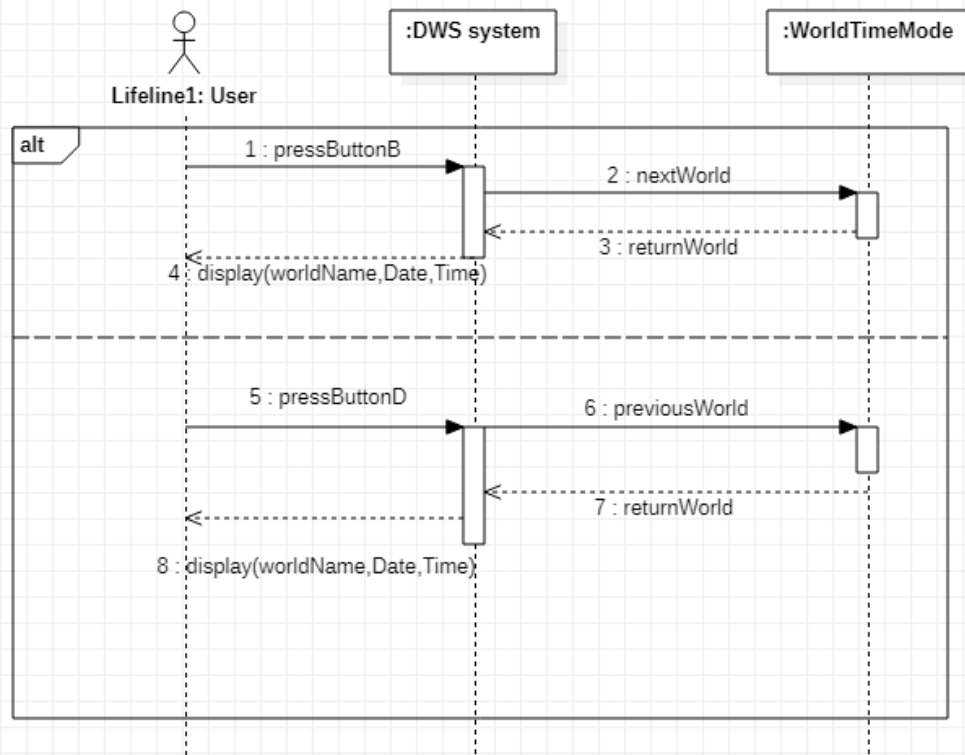 :DWS system
:WorldTimeMode
Lifeline1: User
alt
1 : pressButtonB
2 : nextWorld
3 : returnWorld
4 : display(worldName,Date,Time)
5 : pressButtonD
6 : previousWorld
7 : returnWorld
8 : display(worldName,Date,Time)